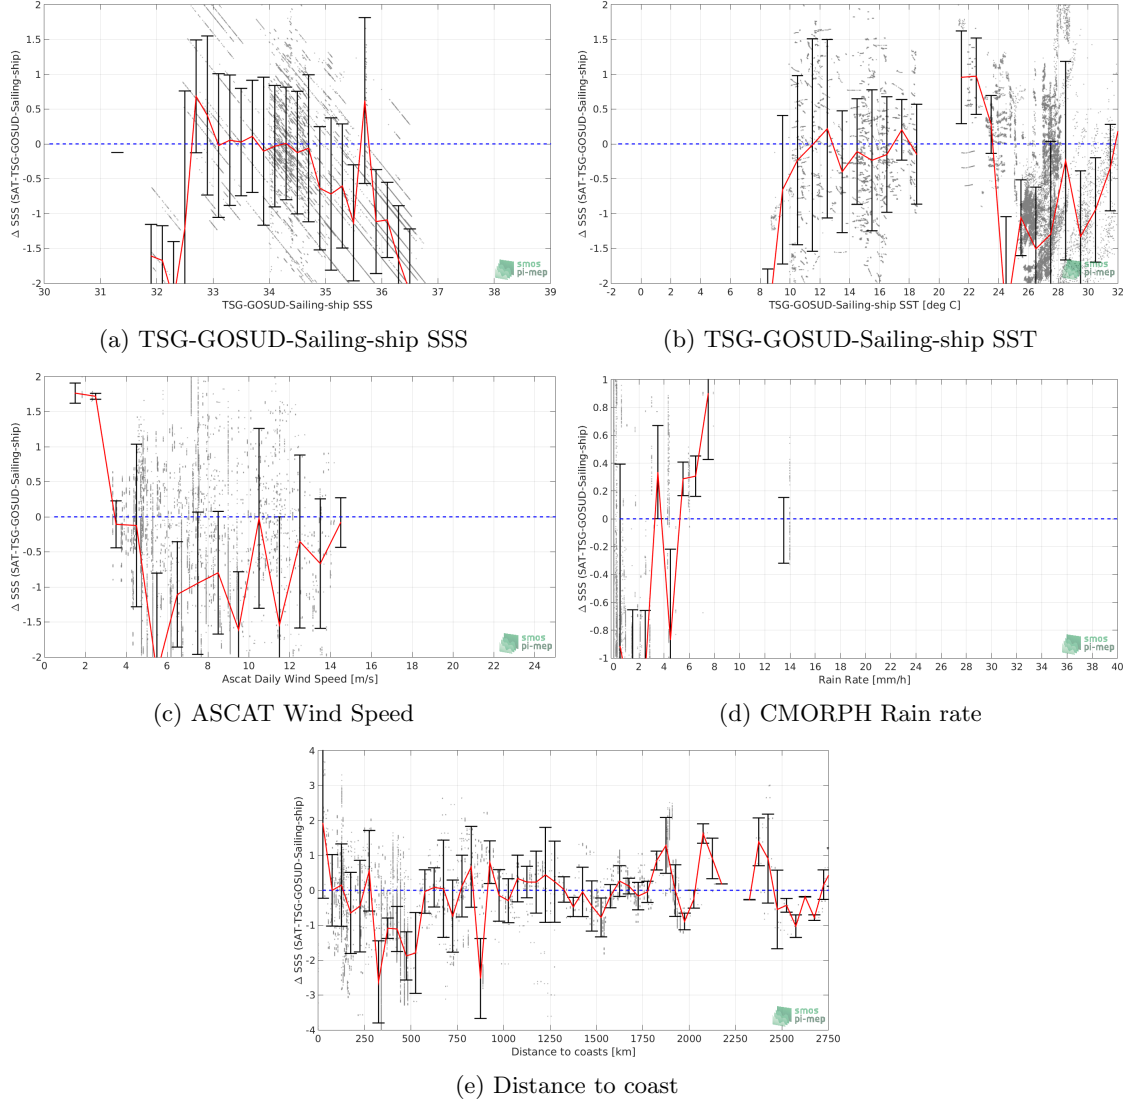 Δ SSS (SAT-TSG-GOSUD-Sailing-ship)
2
1.5
1
0.5
0
-0.5
-1
-1.5
-2
30 31 32 33 34 35 36 37 38 39
TSG-GOSUD-Sailing-ship SSS
smos
pi-mep
(a) TSG-GOSUD-Sailing-ship SSS
Δ SSS (SAT-TSG-GOSUD-Sailing-ship)
2
1.5
1
0.5
0
-0.5
-1
-1.5
-2
-2 0 2 4 6 8 10 12 14 16 18 20 22 24 26 28 30 32
TSG-GOSUD-Sailing-ship SST [deg C]
smos
pi-mep
(b) TSG-GOSUD-Sailing-ship SST
Δ SSS (SAT-TSG-GOSUD-Sailing-ship)
2
1.5
1
0.5
0
-0.5
-1
-1.5
-2
0 2 4 6 8 10 12 14 16 18 20 22 24
Ascat Daily Wind Speed [m/s]
smos
pi-mep
(c) ASCAT Wind Speed
Δ SSS (SAT-TSG-GOSUD-Sailing-ship)
1
0.8
0.6
0.4
0.2
0
-0.2
-0.4
-0.6
-0.8
-1
0 2 4 6 8 10 12 14 16 18 20 22 24 26 28 30 32 34 36 38 40
Rain Rate [mm/h]
smos
pi-mep
(d) CMORPH Rain rate
Δ SSS (SAT-TSG-GOSUD-Sailing-ship)
4
3
2
1
0
-1
-2
-3
-4
0 250 500 750 1000 1250 1500 1750 2000 2250 2500 2750
Distance to coasts [km]
smos
pi-mep
(e) Distance to coast